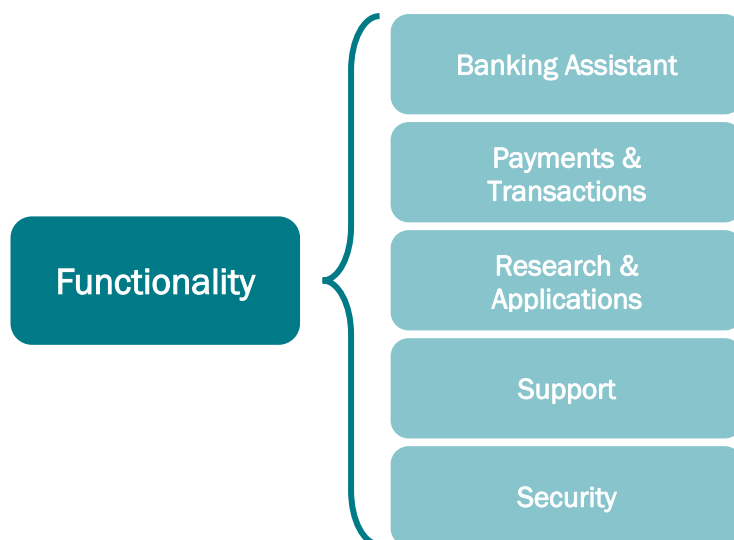 Functionality
Banking Assistant
Payments &
Transactions
Research &
Applications
Support
Security